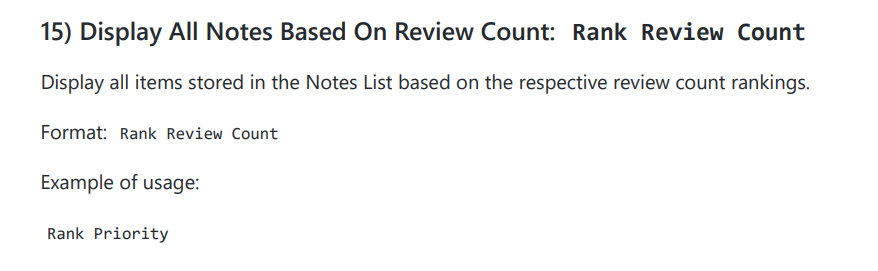 15) Display All Notes Based On Review Count: Rank Review Count
Display all items stored in the Notes List based on the respective review count rankings.
Format: Rank Review Count
Example of usage:
Rank Priority